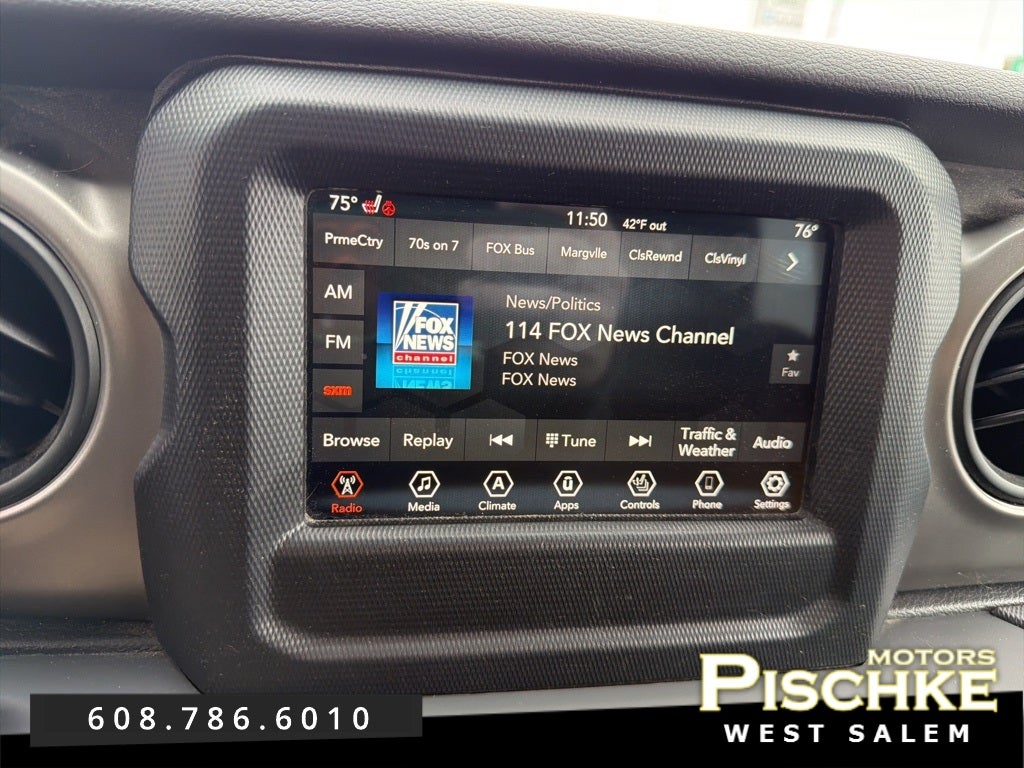 75°
11:50
42°F out
76°
PrmeCtry
70s on 7
FOX Bus
Margvlle
ClsRewnd
ClsVinyl
AM
FM
sxm
FOX
NEWS
channel
News/Politics
114 FOX News Channel
FOX News
FOX News
Fav
Browse
Replay
Tune
Traffic &
Weather
Audio
Radio
Media
A
Climate
ū
Apps
Controls
Phone
Settings
608.786.6010
MOTORS
PISCHKE
WEST SALEM